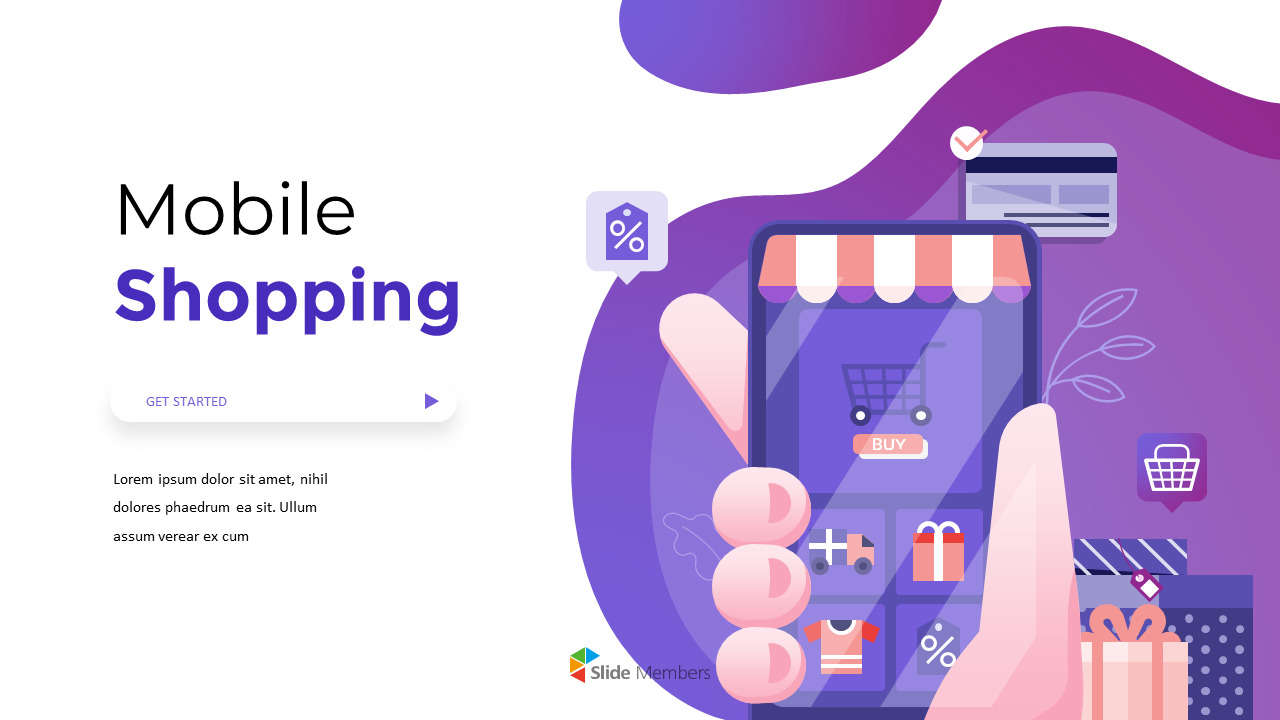 Mobile
Shopping
GET STARTED
Lorem ipsum dolor sit amet, nihil
dolores phaedrum ea sit. Ullum
assum verear ex cum
BUY
%
%
Slide Members